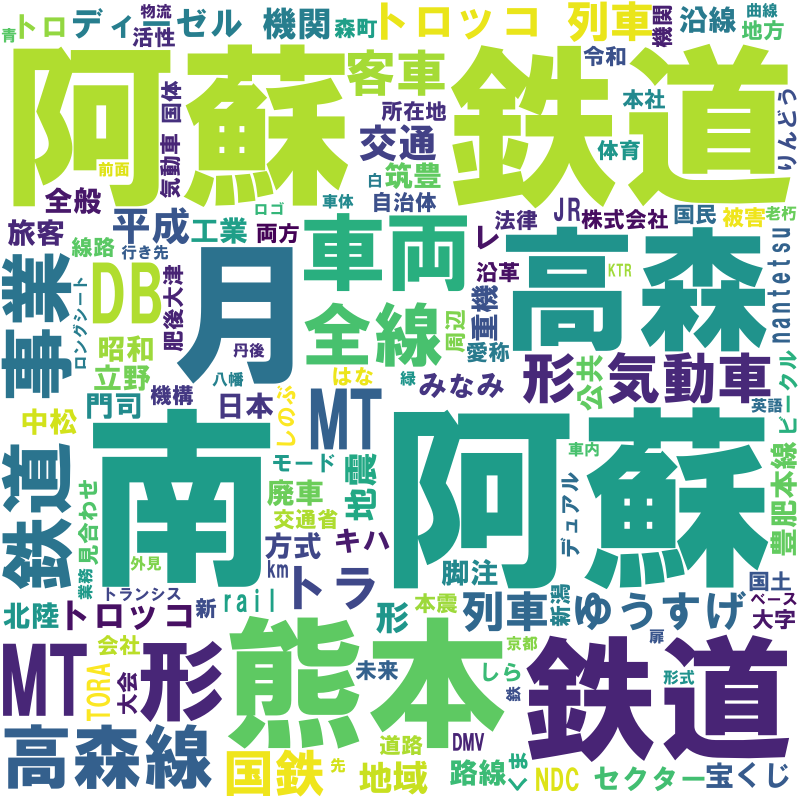 物流
曲線
青
トロ
ディーゼル
機関
森町
活性
トロッコ
列車
機関
沿線
地方
令和
阿蘇
鉄道
客車
所在地
本社
交通
体育
りんどう
気動車
国体
前面
白
筑豊
全般
ロゴ
車体
自治体
法律
JR
株式会社
国民
被害
老朽
旅客
平成
工業
両方
線路
行き先
車両
レ
沿革
KTR
nantetsu
事業
ロングシート
DB
肥後大津
月
高森
昭和
全線
周辺
重機
愛称
丹後
立野
八幡
はな
緑
みなみ
形
気動車
公共
ビークル
英語
中松
門司
機構
日本
しのぶ
MT
南
阿蘇
車内
鉄道
見合わせ
モード
地震
デュアル
豊肥本線
廃車
交通省
外見
業務
トランシス
方式
キハ
km
トラ
脚注
国土
ベース
大字
北陸
トロッコ
新
rail
形
本震
列車
新潟
ゆうすげ
扉
MT
TORA
会社
大会
形
熊本
未来
京都
しら
鉄
鉄道
形式
高森線
国鉄
先
道路
地域
DMV
路線
くま
NDC
セクター
宝くじ